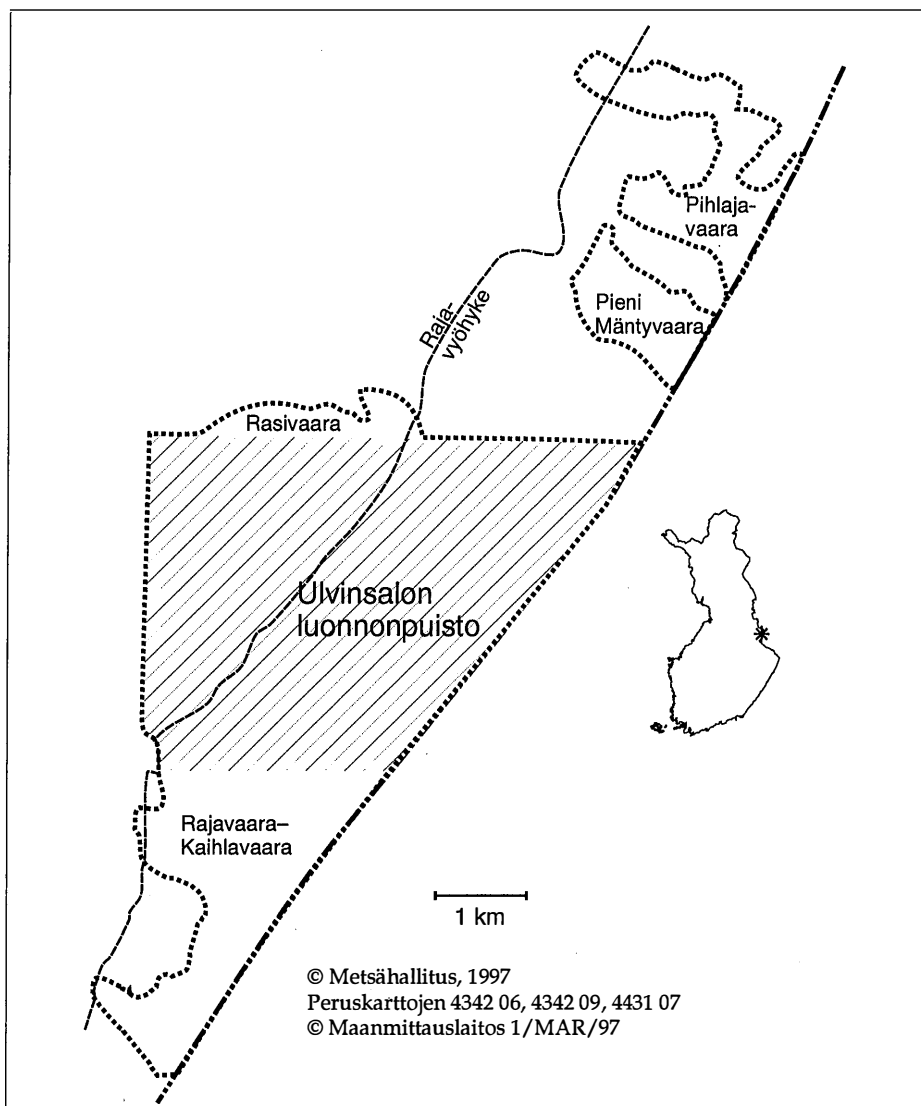 Pihlaja-
vaara
Pieni
Mäntyvaara
Raja-
vyöhyke
Rasivaara
Ulvinsalon
luonnonpuisto
Rajavaara–
Kaihlavaara
1 km
© Metsähallitus, 1997
Peruskarttojen 4342 06, 4342 09, 4431 07
© Maanmittauslaitos 1/MAR/97